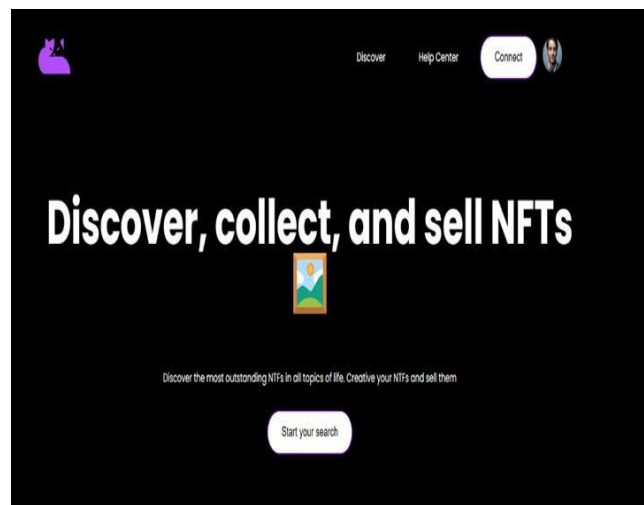 Discover
Help Center
Connect
Discover, collect, and sell NFTs
Discover the most outstanding NTFs in all topics of life. Creative your NTFs and sell them
Start your search